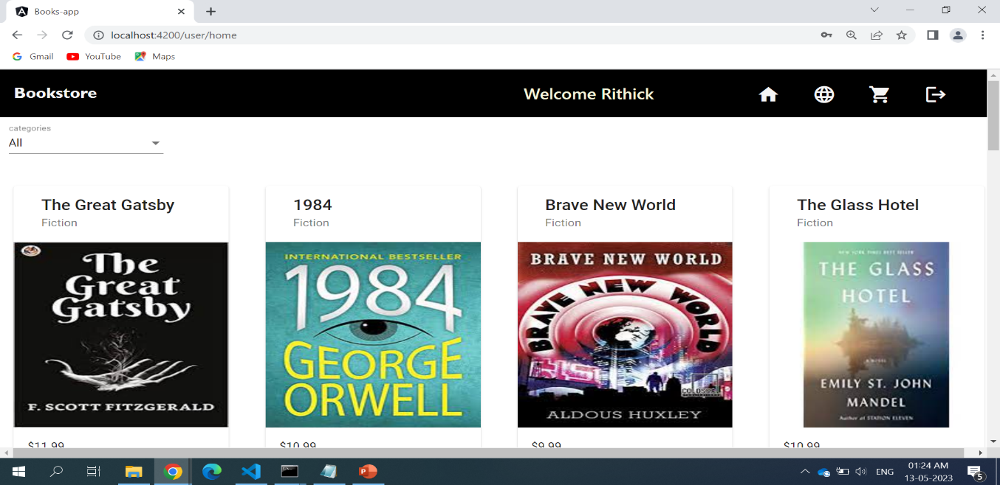 Books-app
localhost:4200/user/home
Gmail YouTube Maps
Bookstore Welcome Rithick
categories
All
The Great Gatsby
Fiction
The
Great
Gatsby
F. SCOTT FITZGERALD
$11.99
1984
Fiction
INTERNATIONAL BESTSELLER
1984
GEORGE
ORWELL
$10.99
Brave New World
Fiction
BRAVE NEW WORLD
BRAVE NEW WORLD
ALDOUS HUXLEY
$9.99
The Glass Hotel
Fiction
NEW YORK TIMES BEST SELLER
THE GLASS
HOTEL
A NOVEL
EMILY ST. JOHN
MANDEL
Author of STATION ELEVEN
$10.99
ENG
01:24 AM
13-05-2023
5